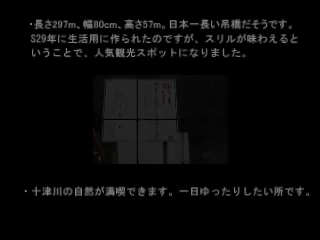 ・長さ297m、幅80cm、高さ57m。日本一長い吊橋だそうです。
S29年に生活用に作られたのですが、スリルが味わえると
いうことで、人気観光スポットになりました。
・十津川の自然が満喫できます。一日ゆったりしたい所です。